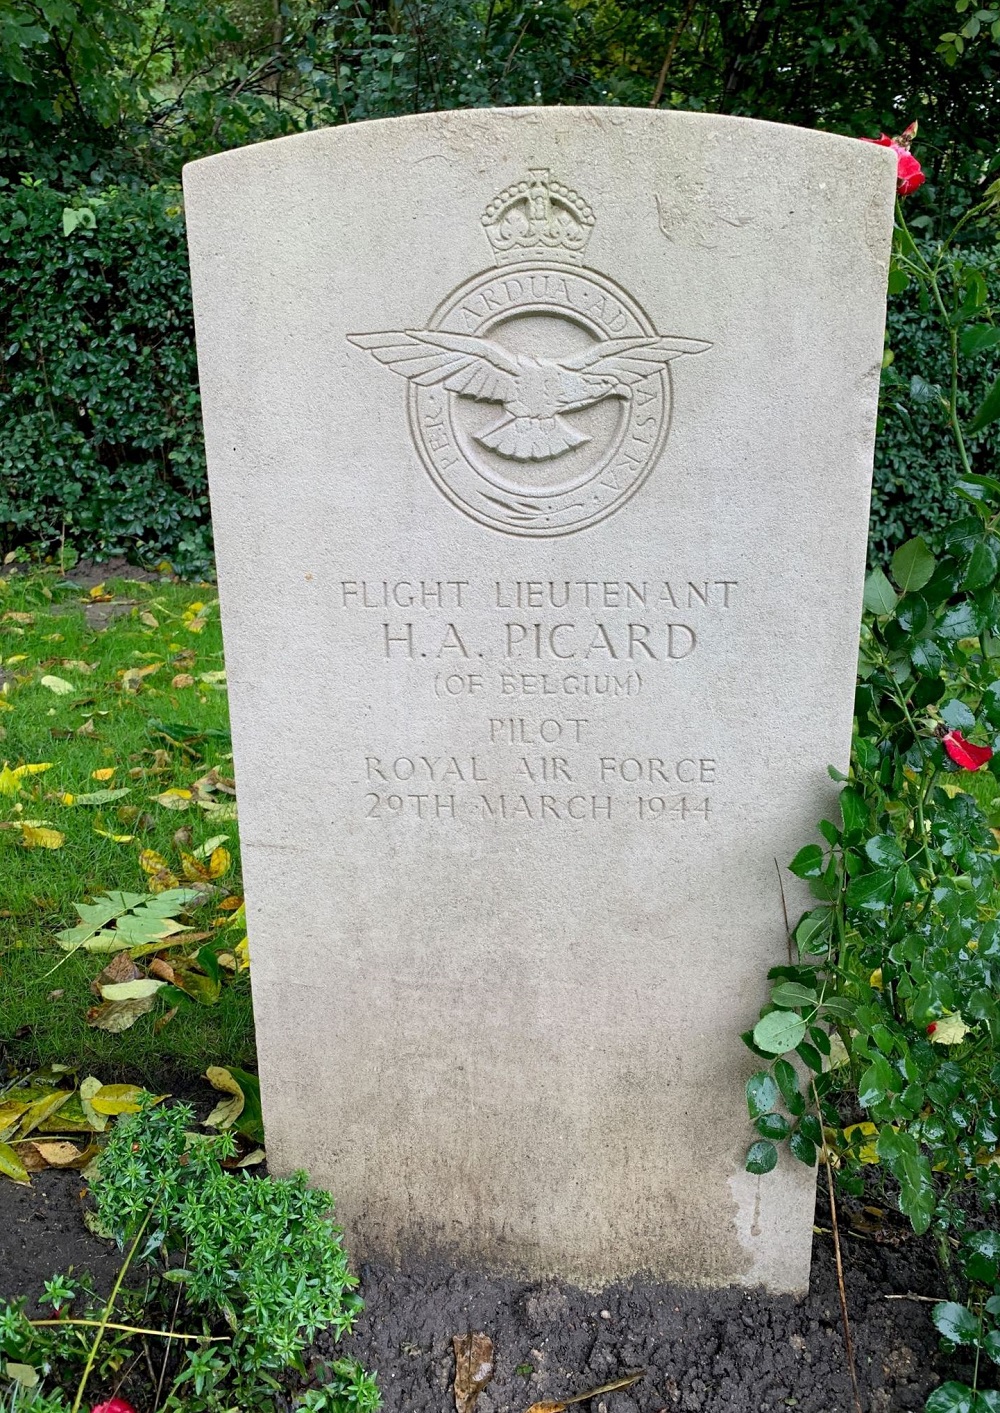 PER · ARDUA · AD · ASTRA
FLIGHT LIEUTENANT
H.A. PICARD
(OF BELGIUM)
PILOT
ROYAL AIR FORCE
29TH MARCH 1944